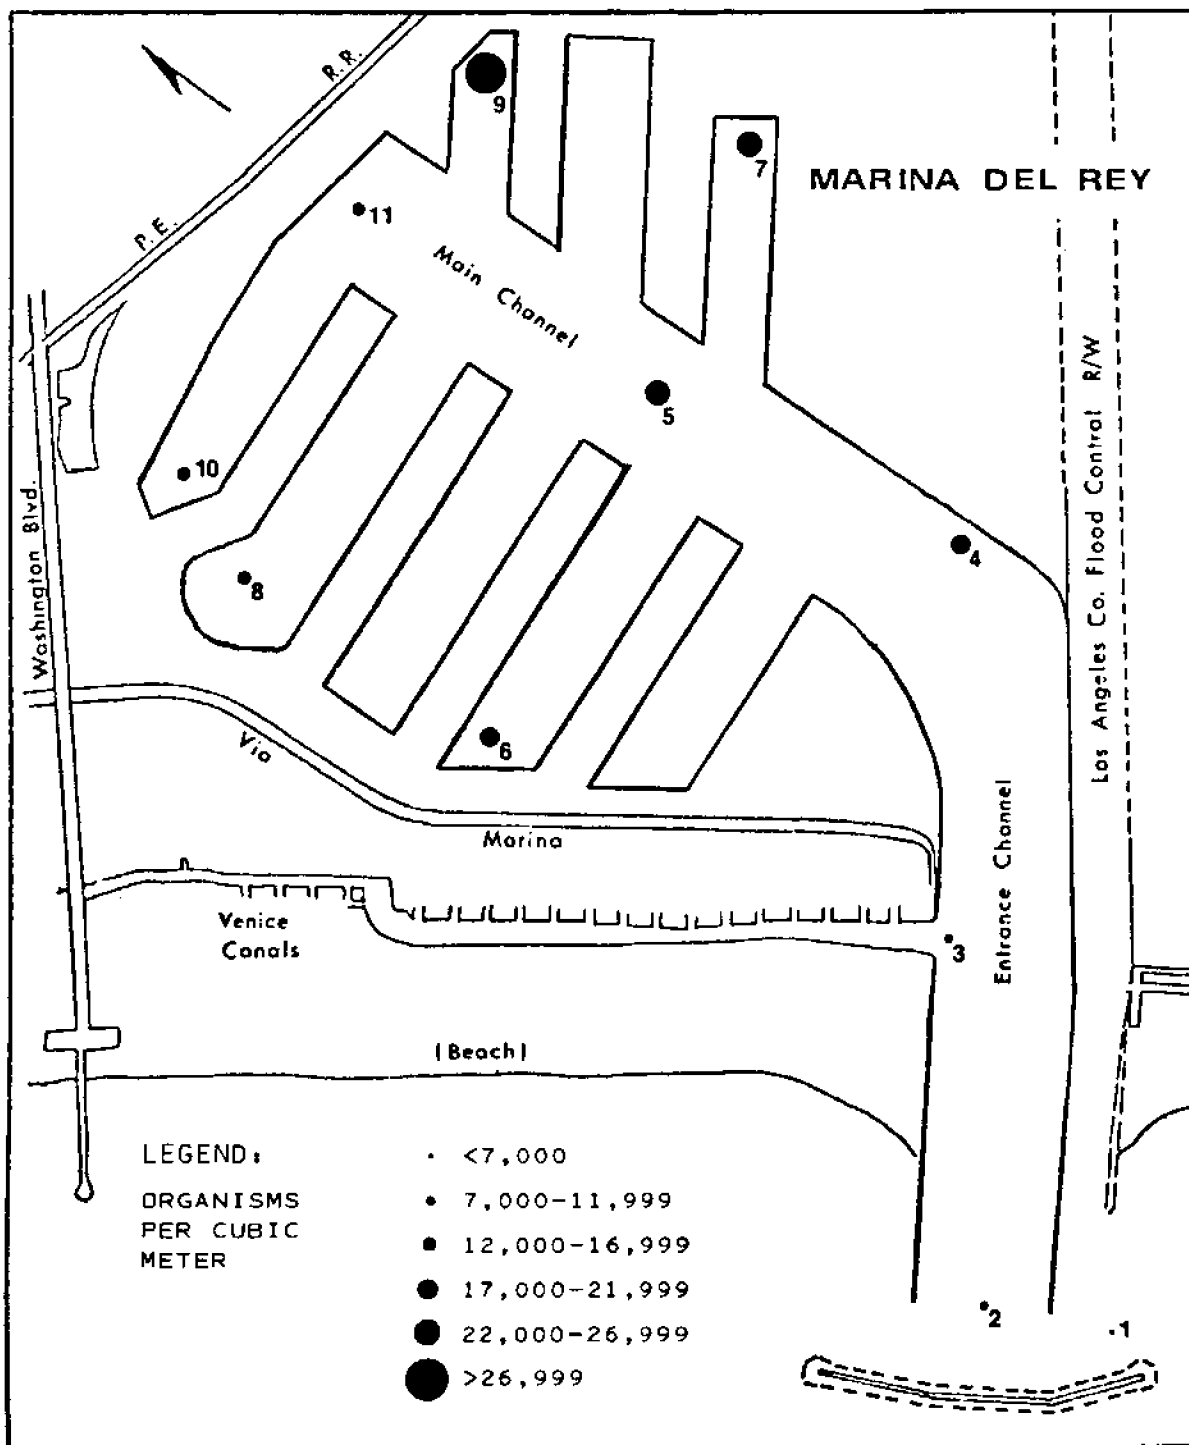 R.R.
9
7
MARINA DEL REY
11
P.E.
Main Channel
5
Los Angeles Co. Flood Control R/W
10
4
Washington Blvd.
8
Via
6
Marina
Entrance Channel
Venice
Canals
3
(Beach)
LEGEND:
ORGANISMS
PER CUBIC
METER
<7,000
7,000-11,999
12,000-16,999
17,000-21,999
22,000-26,999
>26,999
2
1